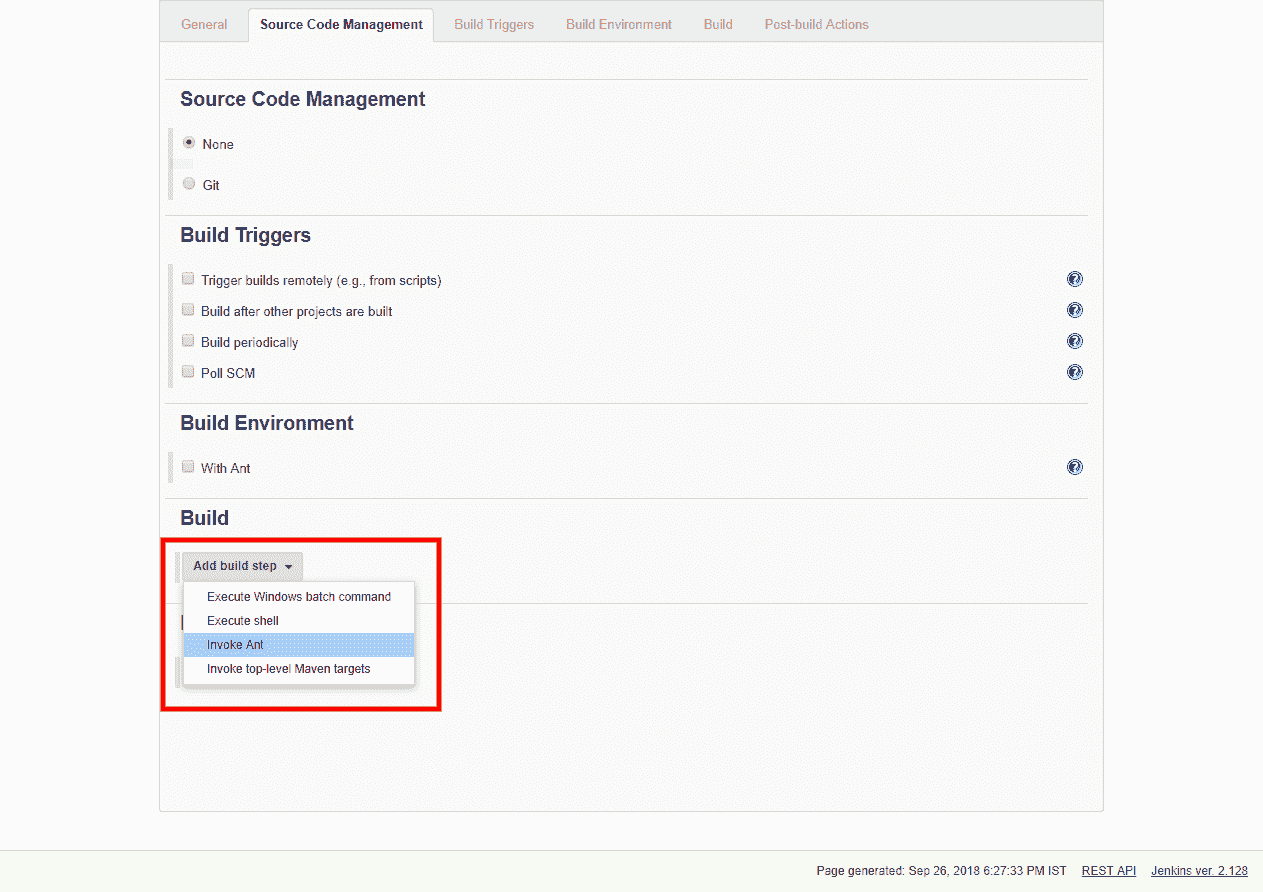 General Source Code Management Build Triggers Build Environment Build Post-build Actions
Source Code Management
None
Git
Build Triggers
Trigger builds remotely (e.g., from scripts)
Build after other projects are built
Build periodically
Poll SCM
Build Environment
With Ant
Build
Add build step
Execute Windows batch command
Execute shell
Invoke Ant
Invoke top-level Maven targets
Page generated: Sep 26, 2018 6:27:33 PM IST REST API Jenkins ver. 2.128